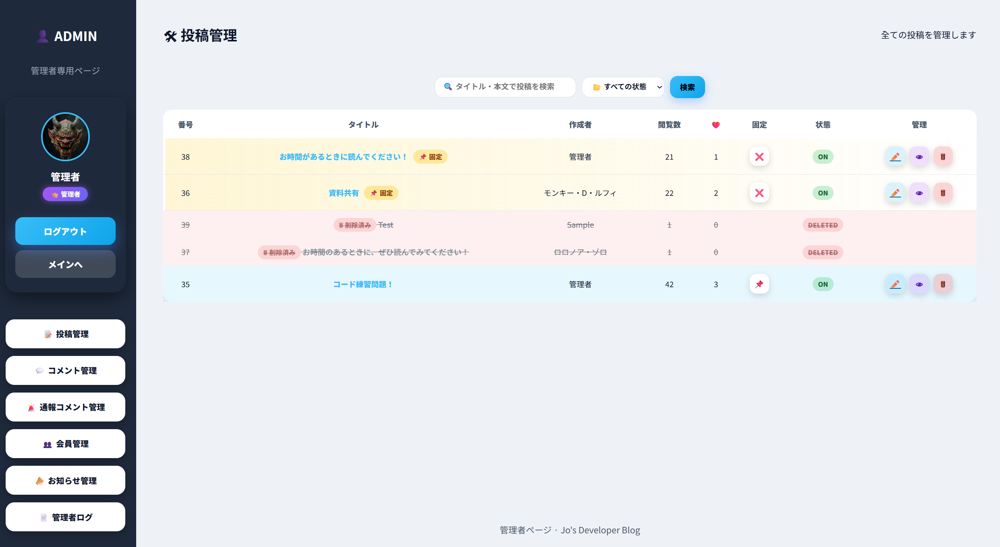 ADMIN
管理者専用ページ
管理者
管理者
ログアウト
メインへ
投稿管理
コメント管理
通報コメント管理
会員管理
お知らせ管理
管理者ログ
投稿管理
全ての投稿を管理します
タイトル・本文で投稿を検索
すべての状態
検索
番号 タイトル 作成者 閲覧数 固定 状態 管理
38 お時間があるときに読んでください！ 固定 管理者 21 1 ON
36 資料共有 固定 モンキー・D・ルフィ 22 2 ON
39 削除済み Test Sample 1 0 DELETED
37 削除済み お時間のあるときに、ぜひ読んでみてください！ ロロノア・ゾロ 1 0 DELETED
35 コード練習問題！ 管理者 42 3 ON
管理者ページ · Jo's Developer Blog